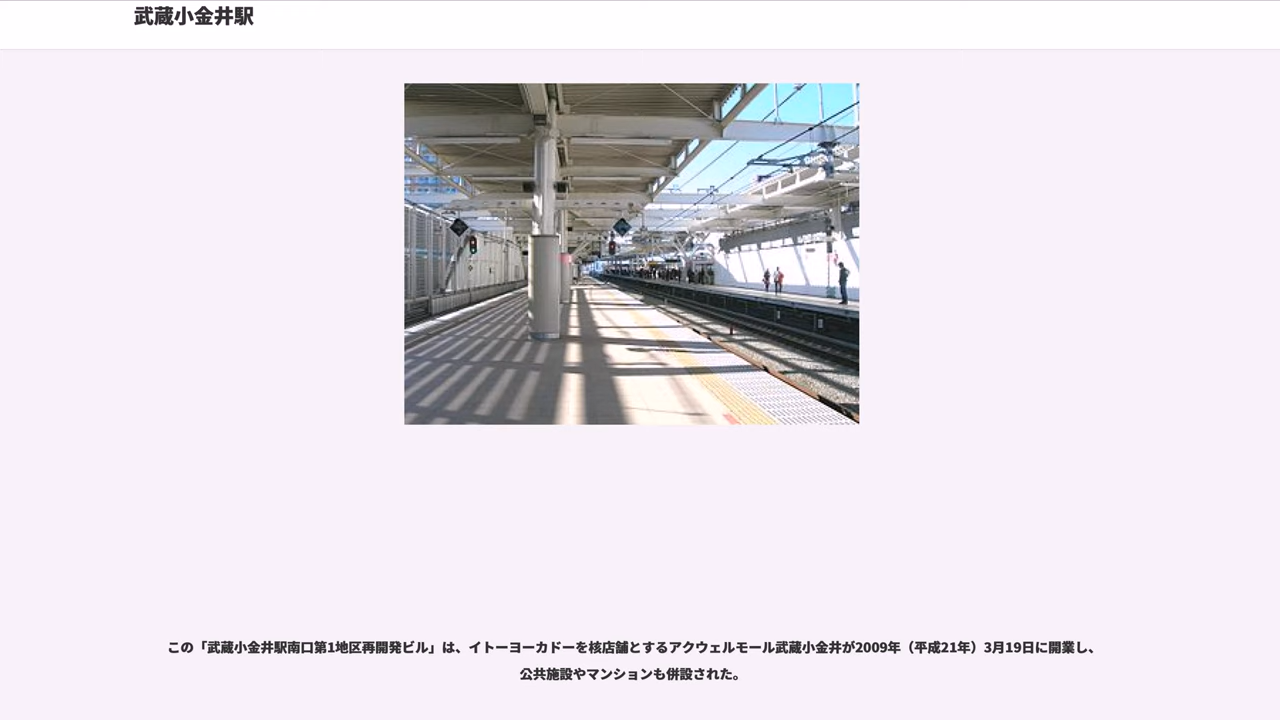 武蔵小金井駅
この「武蔵小金井駅南口第1地区再開発ビル」は、イトーヨーカドーを核店舗とするアクウェルモール武蔵小金井が2009年（平成21年）3月19日に開業し、
公共施設やマンションも併設された。